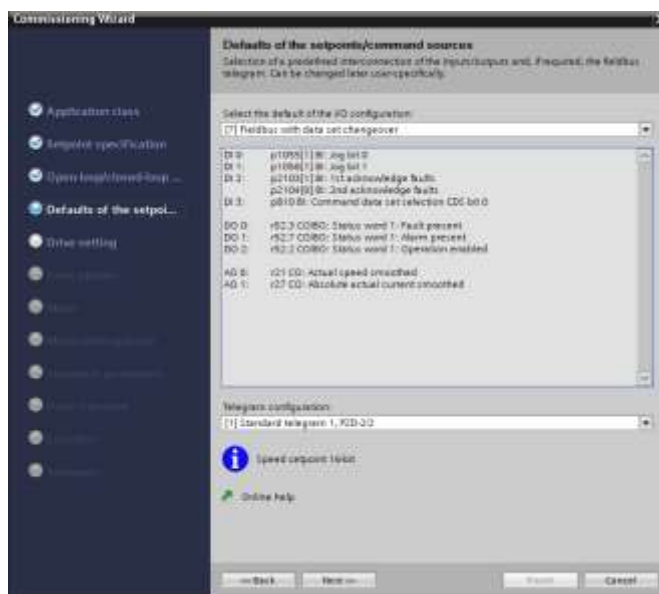 Commissioning Wizard
Defaults of the setpoints/command sources
Selection of a predefined interconnection of the inputs/outputs and, if required, the fieldbus
telegram. Can be changed later user-specifically.
Application class
Setpoint specification
Open loop/closed-loop ...
Defaults of the setpoi...
Drive setting
Select the default of the I/O configuration:
[7] Fieldbus with data set changeover
DI 0: p1055[1] BI: Jog bit 0
DI 1: p1056[1] BI: Jog bit 1
DI 2: p2103[1] BI: 1st acknowledge faults
p2104[0] BI: 2nd acknowledge faults
DI 3: p810 BI: Command data set selection CDS bit 0
DO 0: r52.3 CO/BO: Status word 1: Fault present
DO 1: r52.7 CO/BO: Status word 1: Alarm present
DO 2: r52.2 CO/BO: Status word 1: Operation enabled
AO 0: r21 CO: Actual speed smoothed
AO 1: r27 CO: Absolute actual current smoothed
Telegram configuration:
[1] Standard telegram 1, PZD-2/2
Speed setpoint 16-bit
Online help
<< Back
Next >>
Finish
Cancel